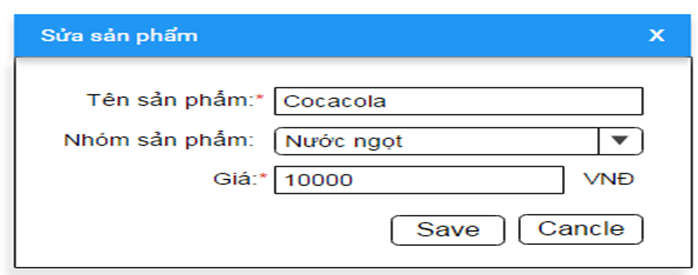 Sửa sản phẩm X
Tên sản phẩm:* Cocacola
Nhóm sản phẩm: Nước ngọt
Giá:* 10000 VNĐ
Save Cancle